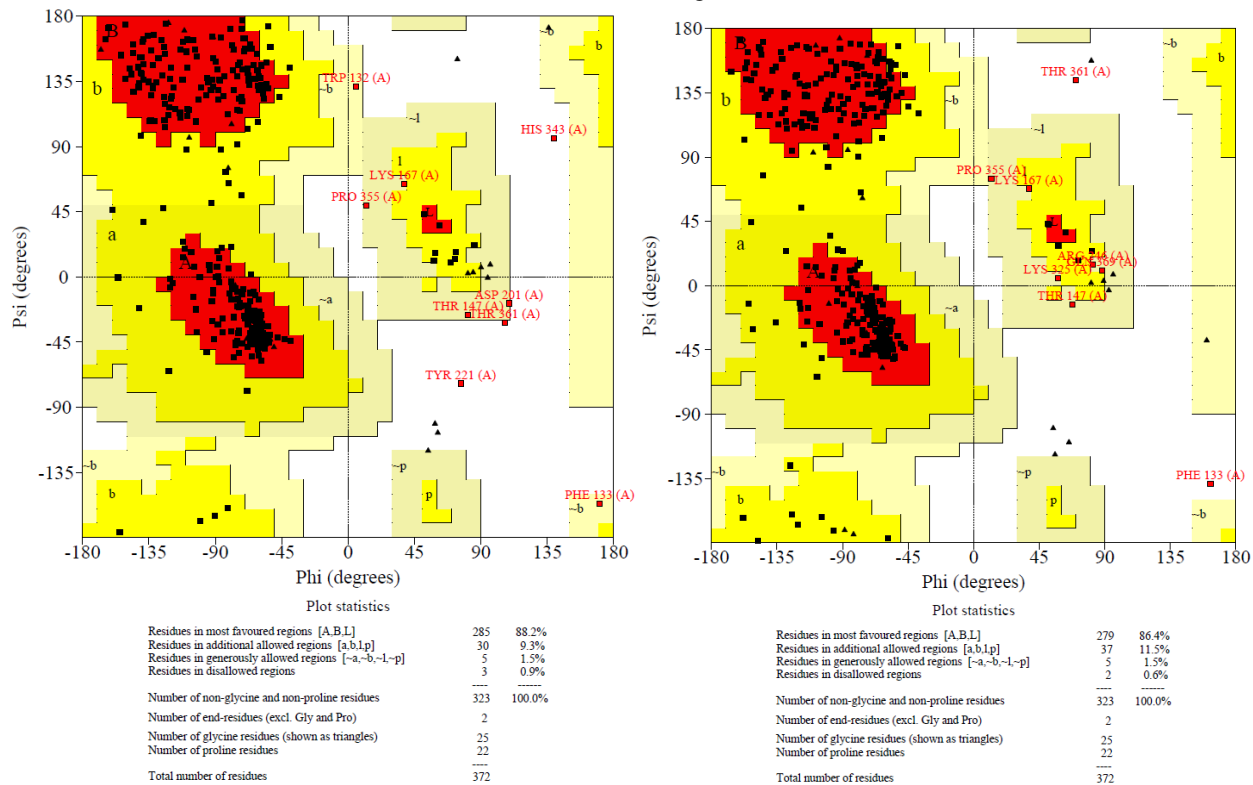 180
135
90
45
0
-45
-90
-135
-180
Psi (degrees)
B
b
~b
~b
b
TRP 132 (A)
HIS 343 (A)
~l
l
LYS 167 (A)
PRO 355 (A)
L
a
A
~a
ASP 201 (A)
THR 147 (A)
THR 361 (A)
TYR 221 (A)
~b
b
~p
p
PHE 133 (A)
~b
-180 -135 -90 -45 0 45 90 135 180
Phi (degrees)
Plot statistics
Residues in most favoured regions [A,B,L] 285 88.2%
Residues in additional allowed regions [a,b,l,p] 30 9.3%
Residues in generously allowed regions [~a,~b,~l,~p] 5 1.5%
Residues in disallowed regions 3 0.9%
---- ------
Number of non-glycine and non-proline residues 323 100.0%
Number of end-residues (excl. Gly and Pro) 2
Number of glycine residues (shown as triangles) 25
Number of proline residues 22
----
Total number of residues 372
180
135
90
45
0
-45
-90
-135
-180
Psi (degrees)
B
b
~b
~b
b
THR 361 (A)
~l
l
PRO 355 (A)
LYS 167 (A)
L
a
A
~a
ARG 146 (A)
369 (A)
LYS 325 (A)
THR 147 (A)
~b
b
~p
p
PHE 133 (A)
~b
-180 -135 -90 -45 0 45 90 135 180
Phi (degrees)
Plot statistics
Residues in most favoured regions [A,B,L] 279 86.4%
Residues in additional allowed regions [a,b,l,p] 37 11.5%
Residues in generously allowed regions [~a,~b,~l,~p] 5 1.5%
Residues in disallowed regions 2 0.6%
---- ------
Number of non-glycine and non-proline residues 323 100.0%
Number of end-residues (excl. Gly and Pro) 2
Number of glycine residues (shown as triangles) 25
Number of proline residues 22
----
Total number of residues 372